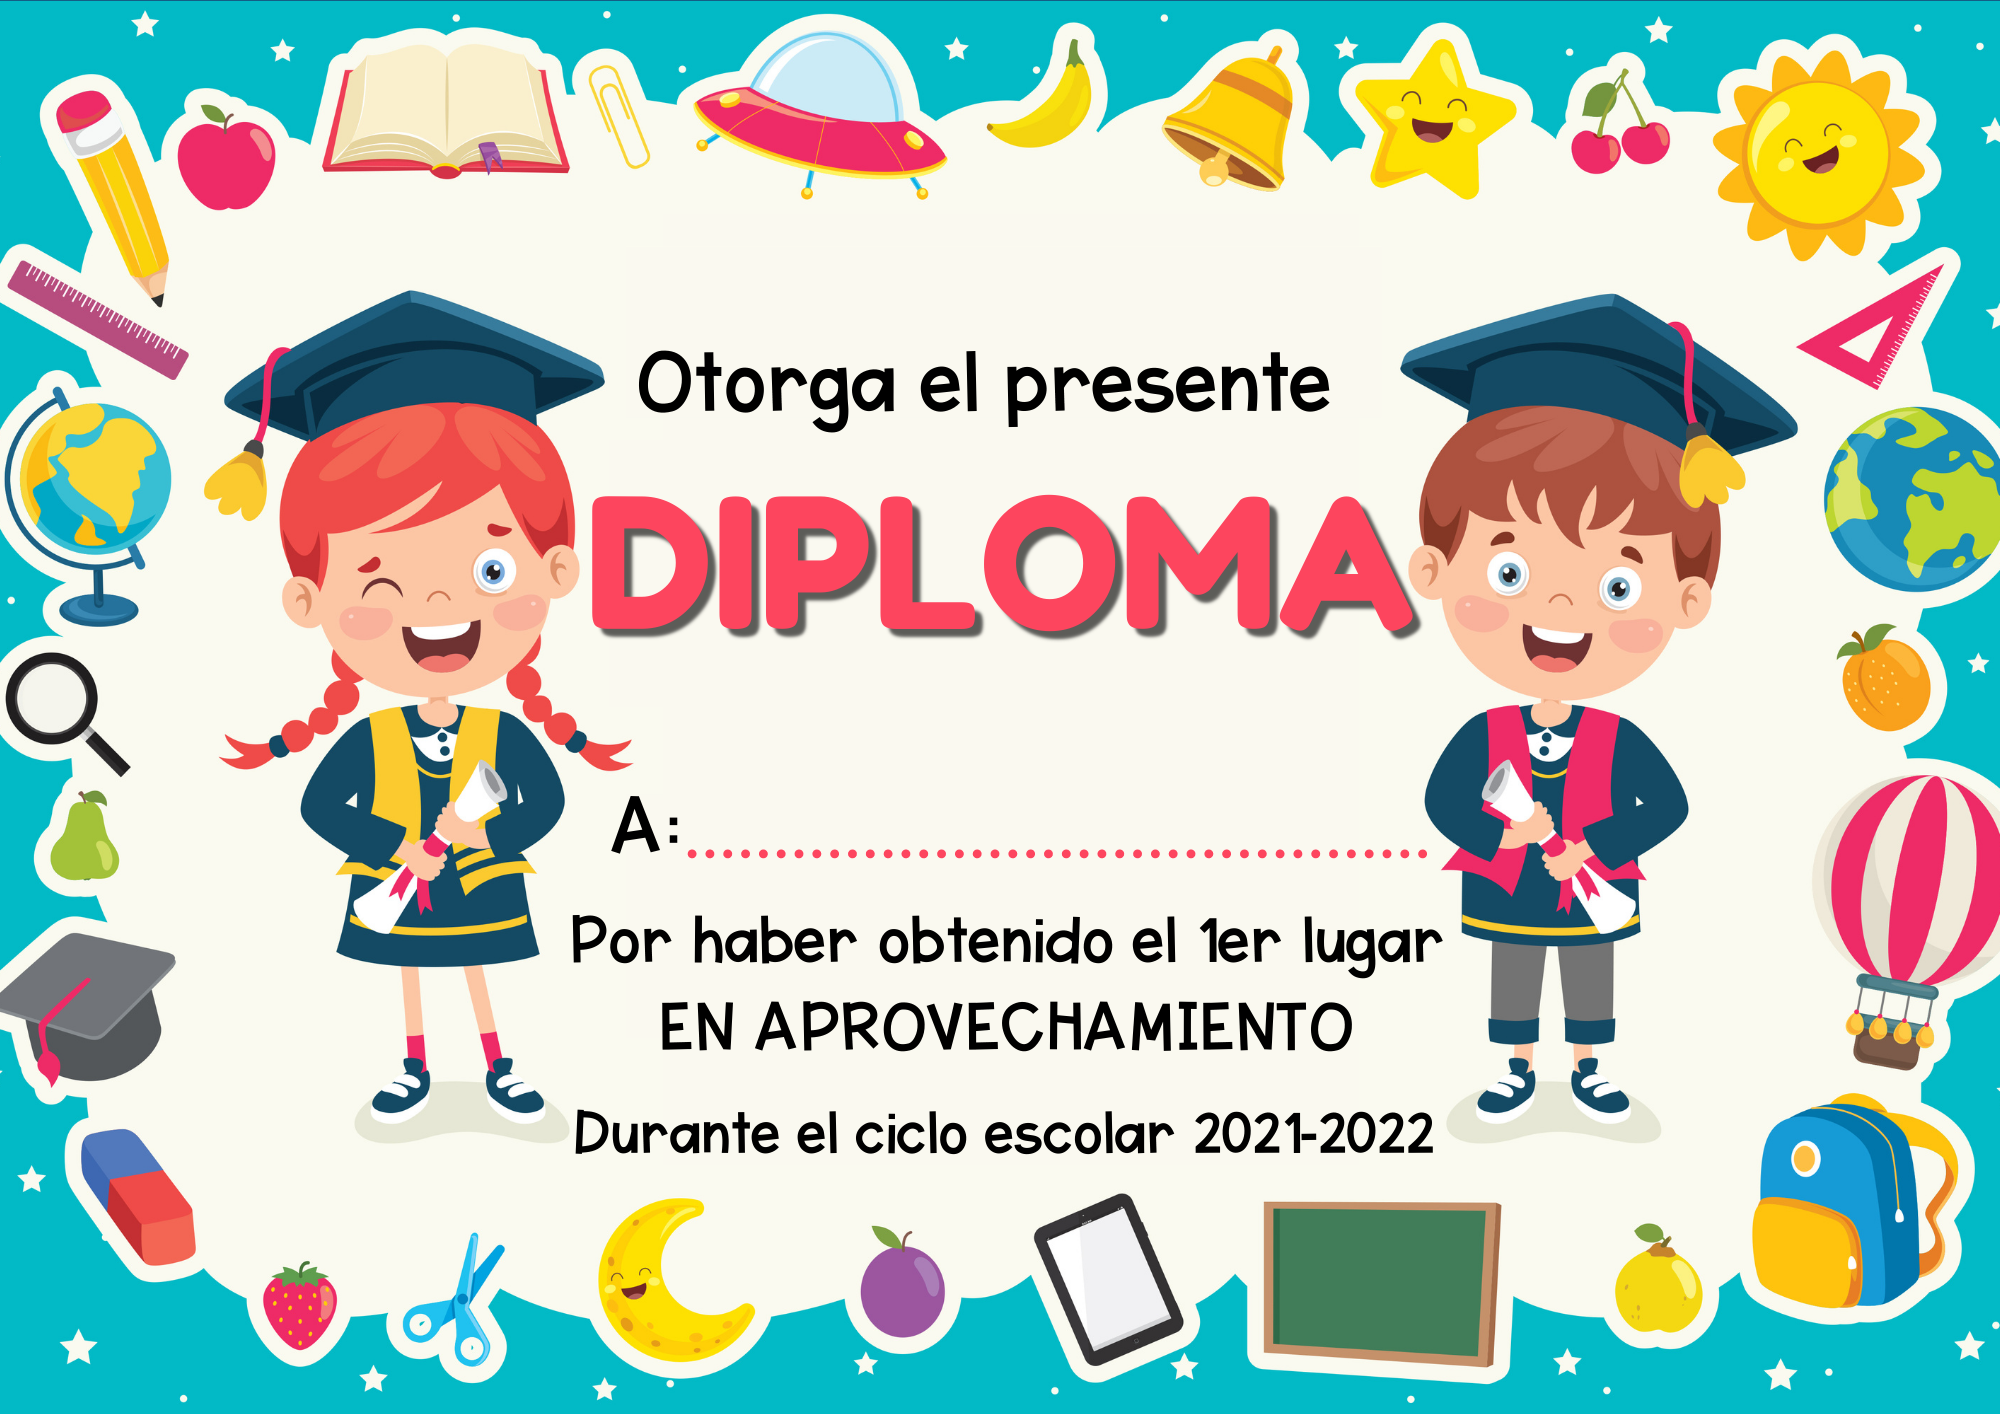 Otorga el presente
DIPLOMA
A:
Por haber obtenido el 1er lugar
EN APROVECHAMIENTO
Durante el ciclo escolar 2021-2022